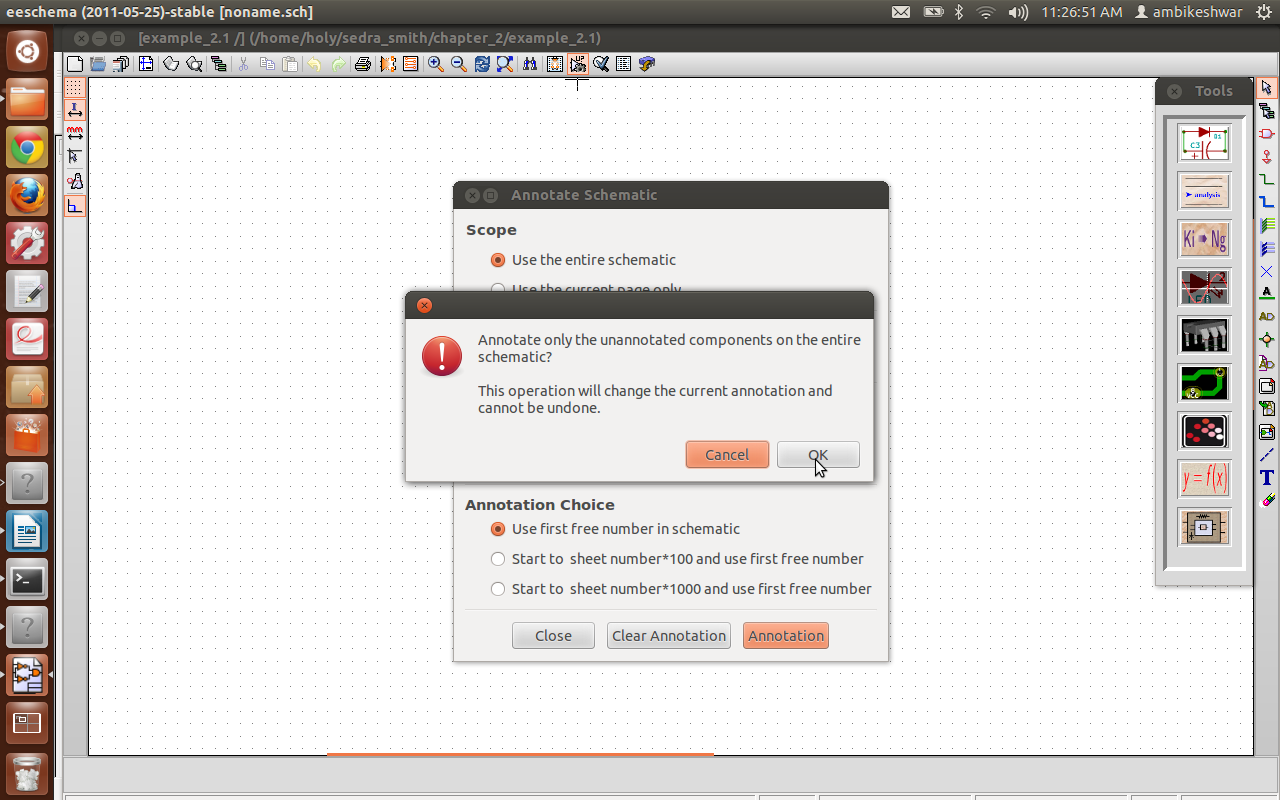 eeschema (2011-05-25)-stable [noname.sch]
11:26:51 AM
ambikeshwar
[example_2.1 /] (/home/holy/sedra_smith/chapter_2/example_2.1)
Tools
Annotate Schematic
Scope
Use the entire schematic
Use the current page only
Annotate only the unannotated components on the entire
schematic?
This operation will change the current annotation and
cannot be undone.
Cancel
OK
Annotation Choice
Use first free number in schematic
Start to sheet number*100 and use first free number
Start to sheet number*1000 and use first free number
Close
Clear Annotation
Annotation
C3
D1
analysis
Ki
Ng
y = f(x)